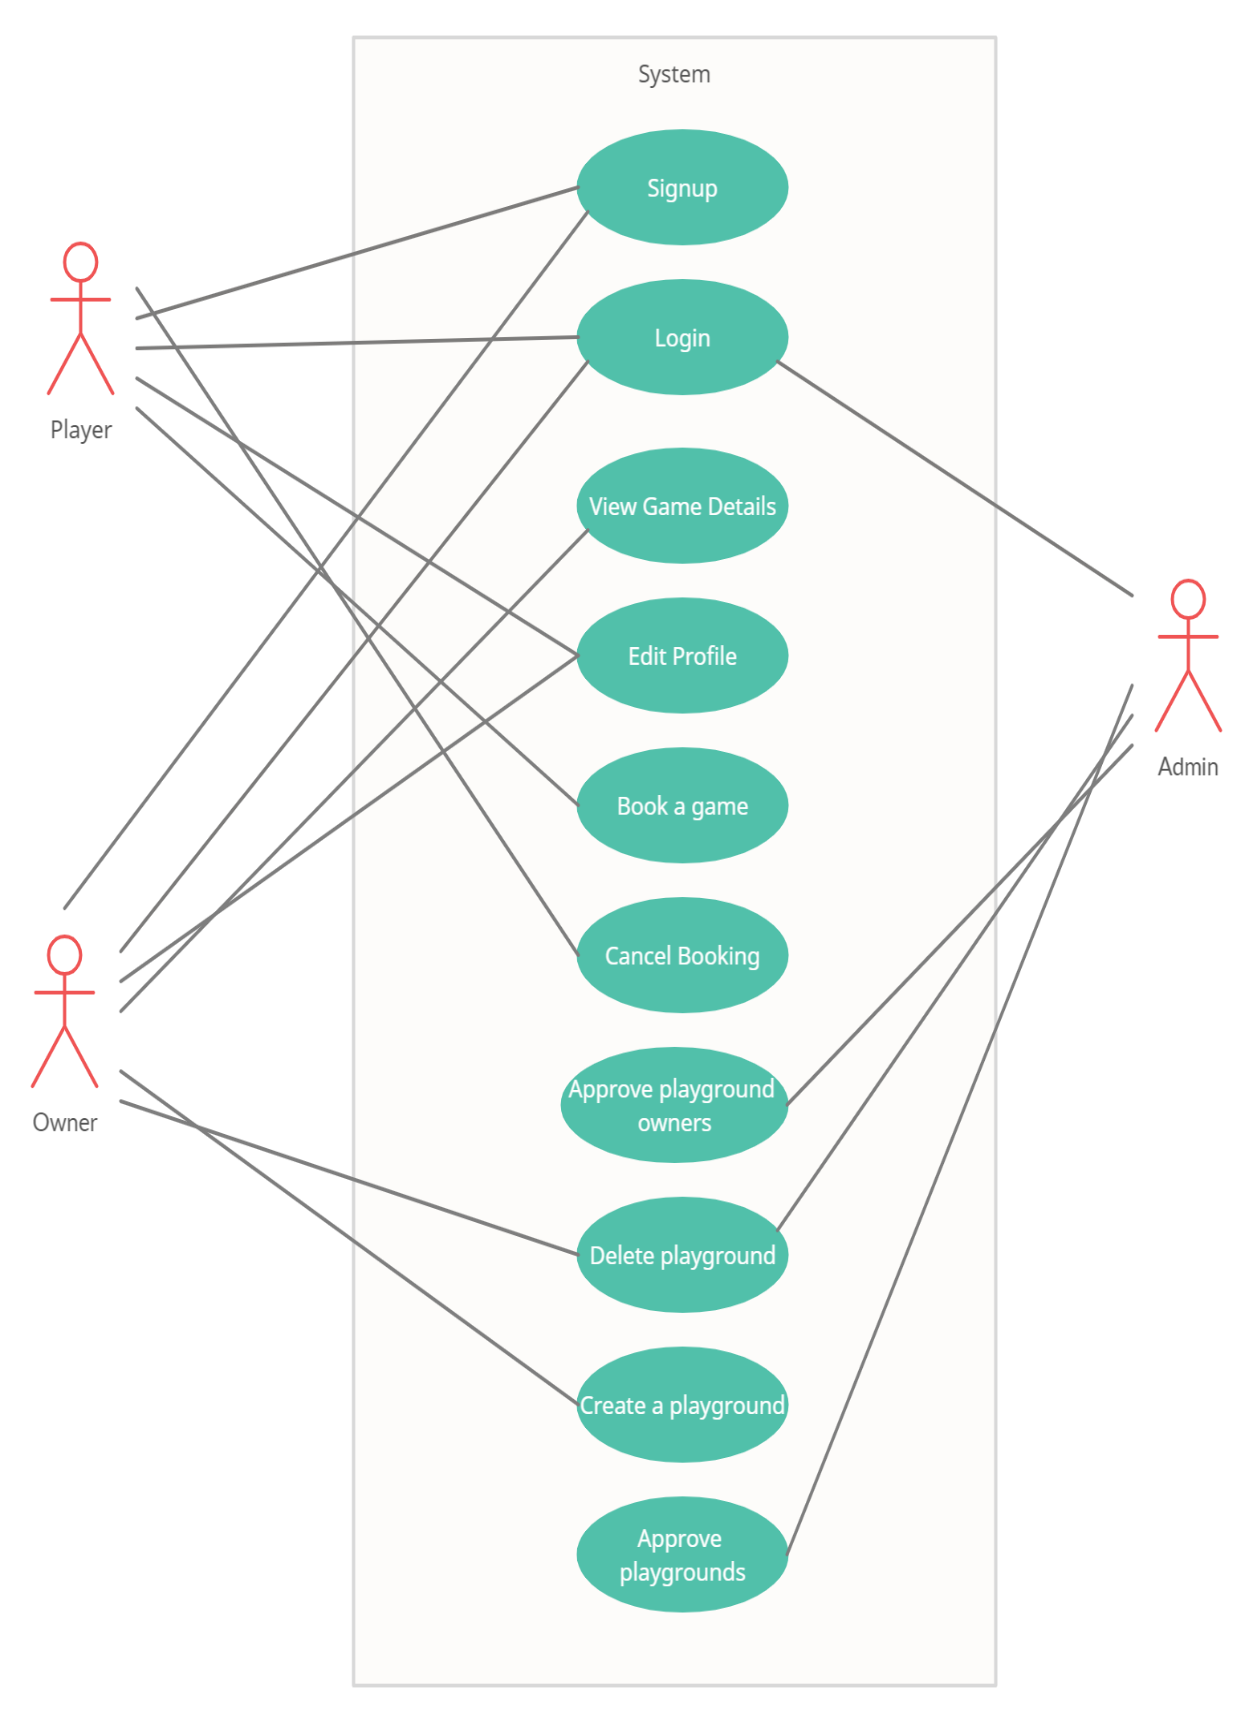 System
Signup
Login
Player
View Game Details
Edit Profile
Admin
Book a game
Cancel Booking
Approve playground
owners
Owner
Delete playground
Create a playground
Approve
playgrounds